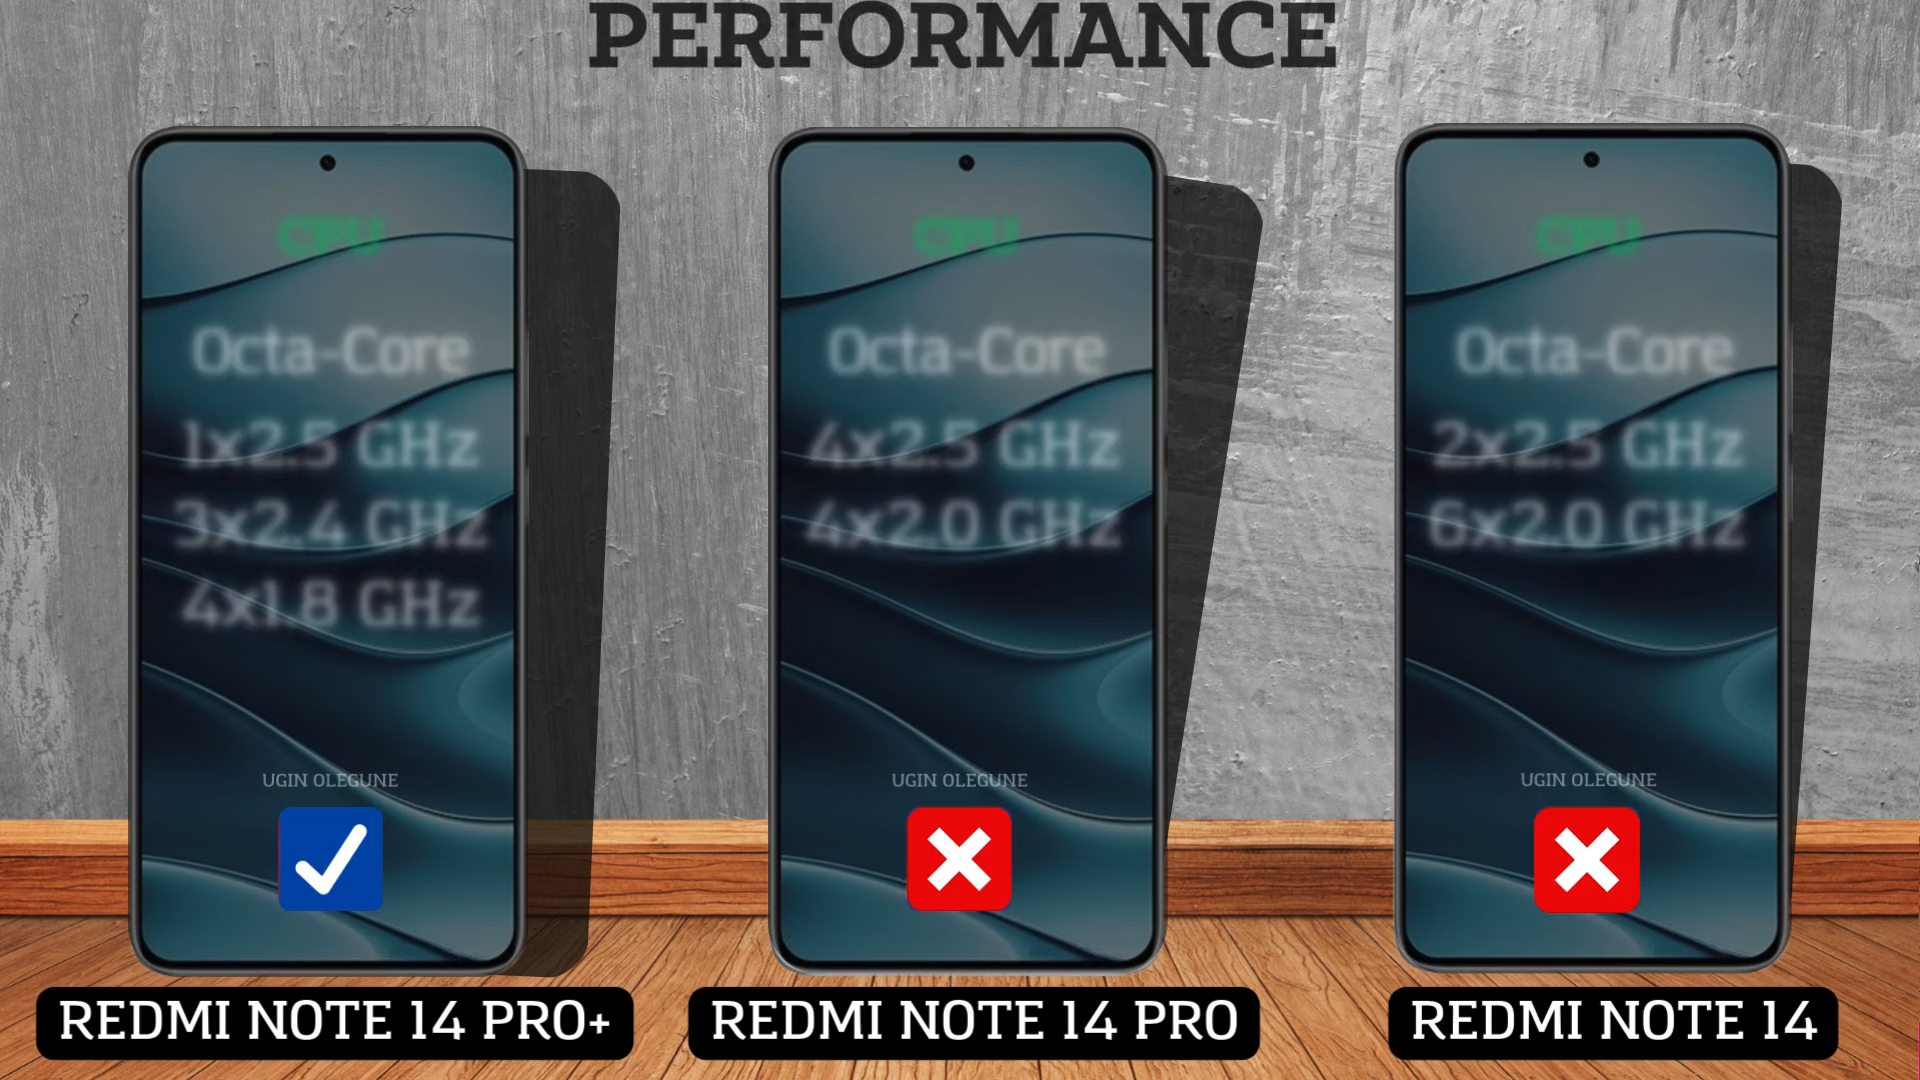 PERFORMANCE
CPU
Octa-Core
1x2.5 GHz
3x2.4 GHz
4x1.8 GHz
UGIN OLEGUNE
REDMI NOTE 14 PRO+
CPU
Octa-Core
4x2.5 GHz
4x2.0 GHz
UGIN OLEGUNE
REDMI NOTE 14 PRO
CPU
Octa-Core
2x2.5 GHz
6x2.0 GHz
UGIN OLEGUNE
REDMI NOTE 14